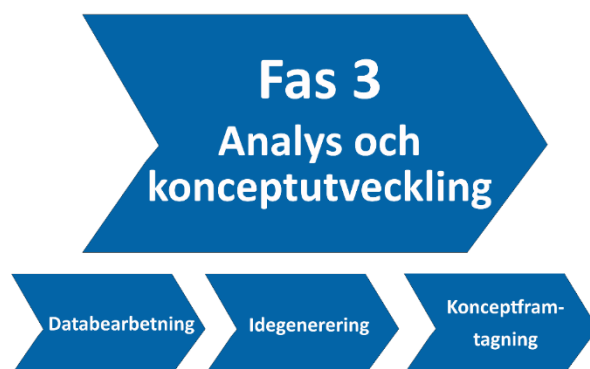 Fas 3
Analys och
konceptutveckling
Databearbetning
Idegenerering
Konceptfram-
tagning